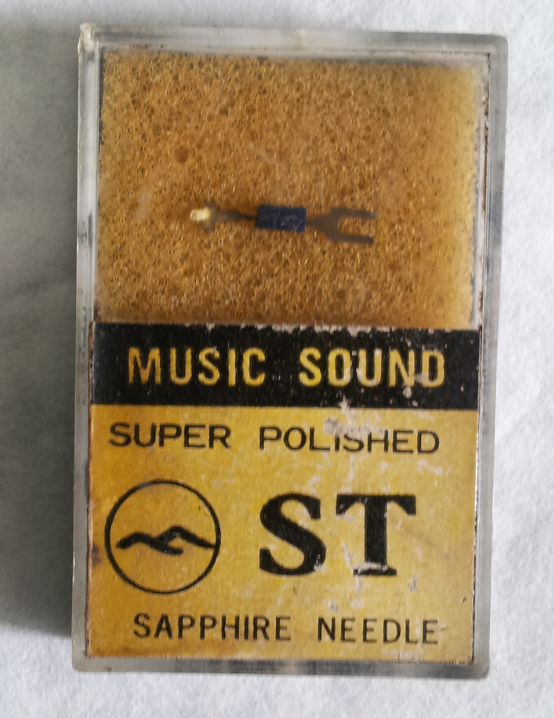 MUSIC SOUND
SUPER POLISHED
ST
SAPPHIRE NEEDLE